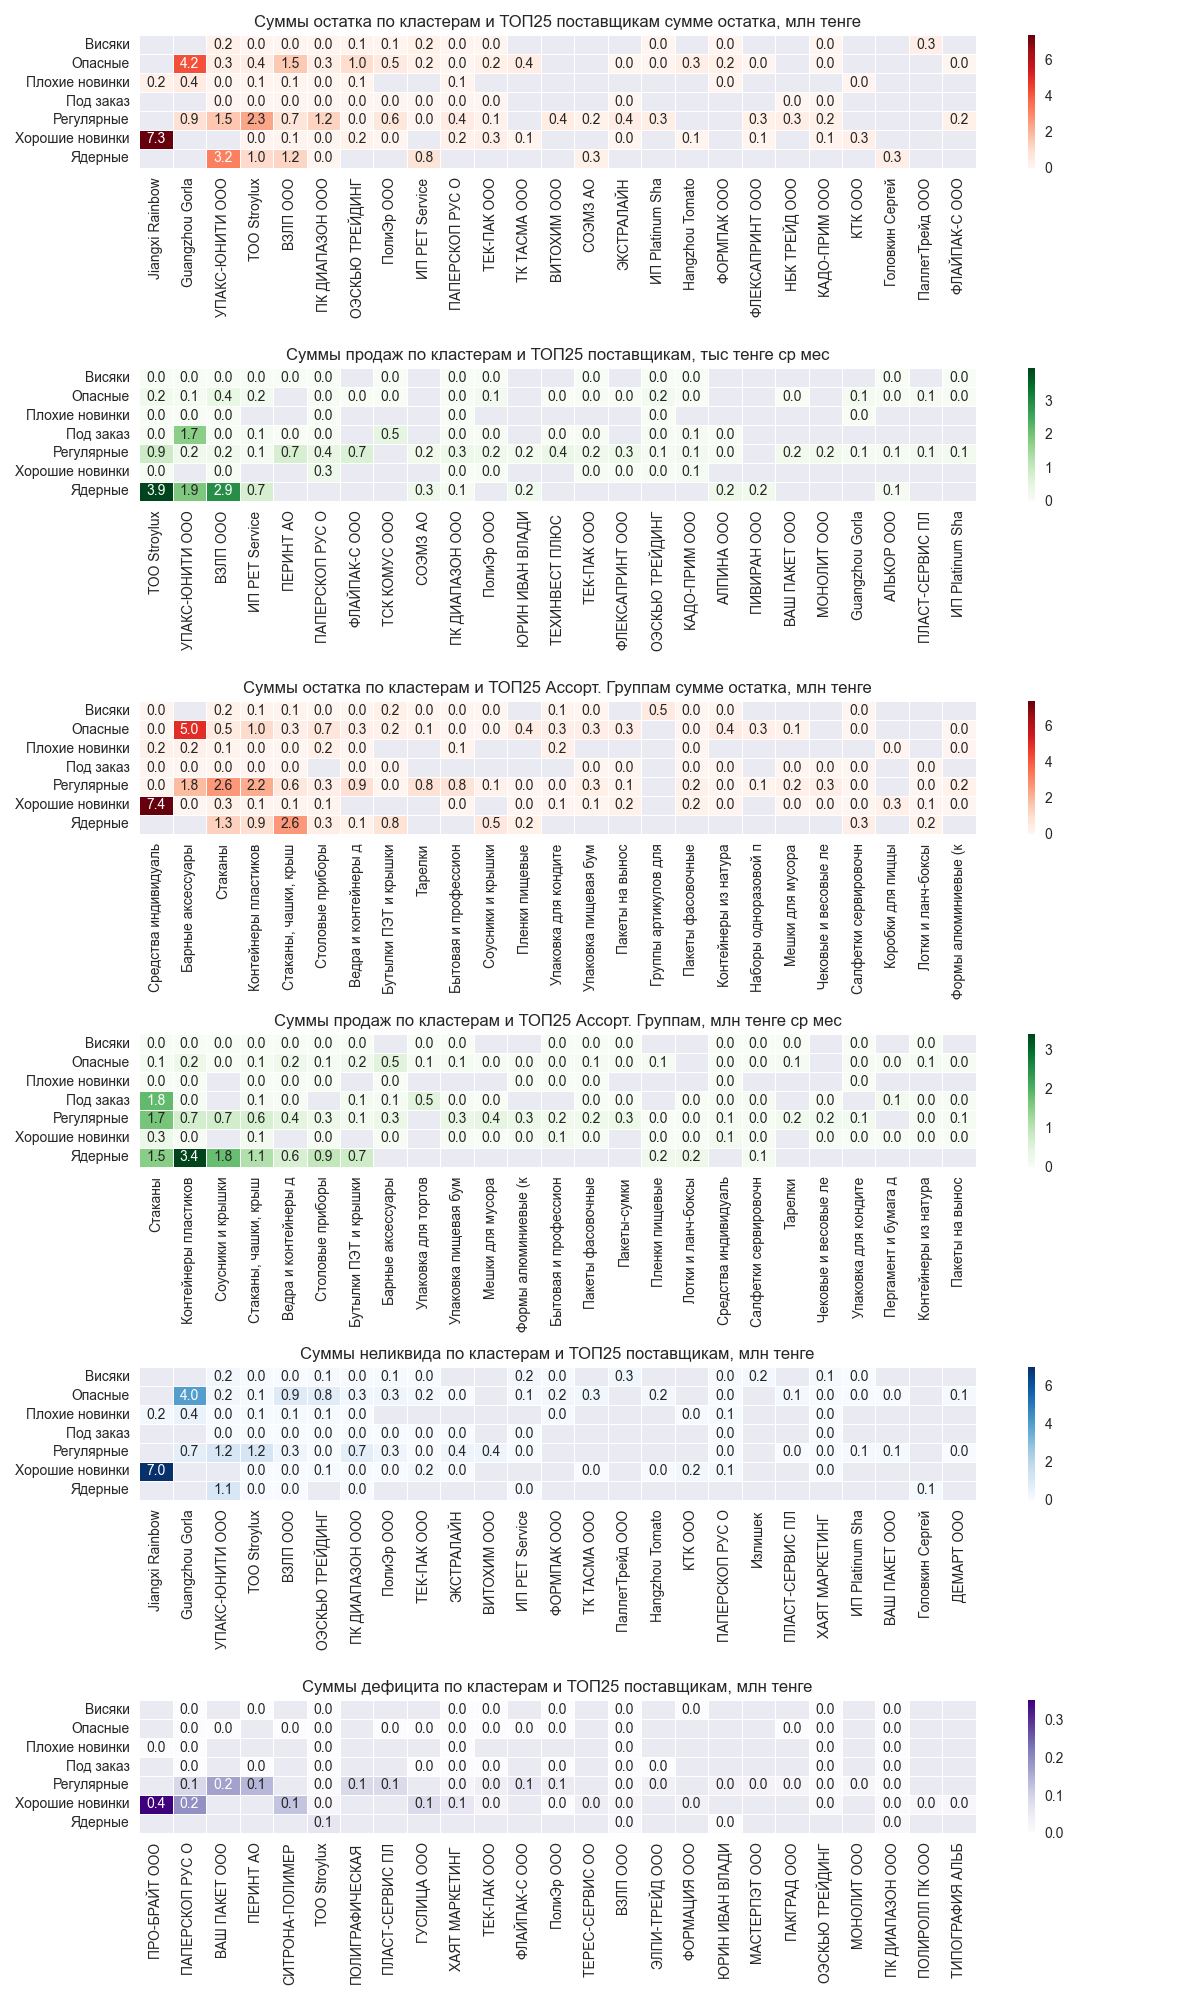 Суммы остатка по кластерам и ТОП25 поставщикам сумме остатка, млн тенге
Висяки 0.2 0.0 0.0 0.0 0.1 0.1 0.2 0.0 0.0 0.0 0.0 0.0 0.3
Опасные 4.2 0.3 0.4 1.5 0.3 1.0 0.5 0.2 0.0 0.2 0.4 0.0 0.0 0.3 0.2 0.0 0.0 0.0
Плохие новинки 0.2 0.4 0.0 0.1 0.1 0.0 0.1 0.1 0.0 0.0
Под заказ 0.0 0.0 0.0 0.0 0.0 0.0 0.0 0.0 0.0 0.0 0.0 0.0
Регулярные 0.9 1.5 2.3 0.7 1.2 0.0 0.6 0.0 0.4 0.1 0.4 0.2 0.4 0.3 0.3 0.3 0.2 0.2
Хорошие новинки 7.3 0.0 0.1 0.0 0.2 0.0 0.2 0.3 0.1 0.1 0.1 0.1 0.3
Ядерные 3.2 1.0 1.2 0.0 0.8 0.3 0.3
6
4
2
0
Jiangxi Rainbow
Guangzhou Gorla
УПАКС-ЮНИТИ ООО
ТОО Stroylux
ВЗЛП ООО
ПК ДИАПАЗОН ООО
ОЭСКЬЮ ТРЕЙДИНГ
ПолиЭр ООО
ИП PET Service
ПАПЕРСКОП РУС О
ТЕК-ПАК ООО
ТК ТАСМА ООО
ВИТОХИМ ООО
СОЭМЗ АО
ЭКСТРАЛАЙН
ИП Platinum Sha
Hangzhou Tomato
ФОРМПАК ООО
ФЛЕКСАПРИНТ ООО
НБК ТРЕЙД ООО
КАДО-ПРИМ ООО
КТК ООО
Головкин Сергей
ПаллетТрейд ООО
ФЛАЙПАК-С ООО
Суммы продаж по кластерам и ТОП25 поставщикам, тыс тенге ср мес
Висяки 0.0 0.0 0.0 0.0 0.0 0.0 0.0 0.0 0.0 0.0 0.0 0.0 0.0 0.0
Опасные 0.2 0.1 0.4 0.2 0.0 0.0 0.0 0.0 0.1 0.0 0.0 0.0 0.2 0.0 0.0 0.1 0.0 0.1 0.0
Плохие новинки 0.0 0.0 0.0 0.0 0.0 0.0 0.0
Под заказ 0.0 1.7 0.0 0.1 0.0 0.0 0.5 0.0 0.0 0.0 0.0 0.0 0.1 0.0
Регулярные 0.9 0.2 0.2 0.1 0.7 0.4 0.7 0.2 0.3 0.2 0.2 0.4 0.2 0.3 0.1 0.1 0.0 0.2 0.2 0.1 0.1 0.1 0.1
Хорошие новинки 0.0 0.0 0.3 0.0 0.0 0.0 0.0 0.0 0.1
Ядерные 3.9 1.9 2.9 0.7 0.3 0.1 0.2 0.2 0.2 0.1
3
2
1
0
ТОО Stroylux
УПАКС-ЮНИТИ ООО
ВЗЛП ООО
ИП PET Service
ПЕРИНТ АО
ПАПЕРСКОП РУС О
ФЛАЙПАК-С ООО
ТСК КОМУС ООО
СОЭМЗ АО
ПК ДИАПАЗОН ООО
ПолиЭр ООО
ЮРИН ИВАН ВЛАДИ
ТЕХИНВЕСТ ПЛЮС
ТЕК-ПАК ООО
ФЛЕКСАПРИНТ ООО
ОЭСКЬЮ ТРЕЙДИНГ
КАДО-ПРИМ ООО
АЛПИНА ООО
ПИВИРАН ООО
ВАШ ПАКЕТ ООО
МОНОЛИТ ООО
Guangzhou Gorla
АЛЬКОР ООО
ПЛАСТ-СЕРВИС ПЛ
ИП Platinum Sha
Суммы остатка по кластерам и ТОП25 Ассорт. Группам сумме остатка, млн тенге
Висяки 0.0 0.2 0.1 0.1 0.0 0.0 0.2 0.0 0.0 0.0 0.1 0.0 0.5 0.0 0.0 0.0
Опасные 0.0 5.0 0.5 1.0 0.3 0.7 0.3 0.2 0.1 0.0 0.0 0.4 0.3 0.3 0.3 0.0 0.4 0.3 0.1 0.0 0.0
Плохие новинки 0.2 0.2 0.1 0.0 0.0 0.2 0.0 0.1 0.2 0.0 0.0 0.0
Под заказ 0.0 0.0 0.0 0.0 0.0 0.0 0.0 0.0 0.0 0.0 0.0 0.0 0.0 0.0 0.0
Регулярные 0.0 1.8 2.6 2.2 0.6 0.3 0.9 0.0 0.8 0.8 0.1 0.0 0.0 0.3 0.1 0.2 0.0 0.1 0.2 0.3 0.0 0.0 0.2
Хорошие новинки 7.4 0.0 0.3 0.1 0.1 0.1 0.0 0.0 0.0 0.1 0.1 0.2 0.2 0.0 0.0 0.0 0.0 0.3 0.1 0.0
Ядерные 1.3 0.9 2.6 0.3 0.1 0.8 0.5 0.2 0.3 0.2
6
4
2
0
Средства индивидуаль
Барные аксессуары
Стаканы
Контейнеры пластиков
Стаканы, чашки, крыш
Столовые приборы
Ведра и контейнеры д
Бутылки ПЭТ и крышки
Тарелки
Бытовая и профессион
Соусники и крышки
Пленки пищевые
Упаковка для кондите
Упаковка пищевая бум
Пакеты на вынос
Группы артикулов для
Пакеты фасовочные
Контейнеры из натура
Наборы одноразовой п
Мешки для мусора
Чековые и весовые ле
Салфетки сервировочн
Коробки для пиццы
Лотки и ланч-боксы
Формы алюминиевые (к
Суммы продаж по кластерам и ТОП25 Ассорт. Группам, млн тенге ср мес
Висяки 0.0 0.0 0.0 0.0 0.0 0.0 0.0 0.0 0.0 0.0 0.0 0.0 0.0 0.0 0.0 0.0 0.0
Опасные 0.1 0.2 0.0 0.1 0.2 0.1 0.2 0.5 0.1 0.1 0.0 0.0 0.0 0.1 0.0 0.1 0.0 0.0 0.1 0.0 0.0 0.1 0.0
Плохие новинки 0.0 0.0 0.0 0.0 0.0 0.0 0.0 0.0 0.0 0.0 0.0
Под заказ 1.8 0.0 0.1 0.0 0.1 0.1 0.5 0.0 0.0 0.0 0.0 0.0 0.0 0.0 0.0 0.1 0.0 0.0
Регулярные 1.7 0.7 0.7 0.6 0.4 0.3 0.1 0.3 0.3 0.4 0.3 0.2 0.2 0.3 0.0 0.0 0.1 0.0 0.2 0.2 0.1 0.0 0.1
Хорошие новинки 0.3 0.0 0.1 0.0 0.0 0.0 0.0 0.0 0.1 0.0 0.0 0.0 0.1 0.0 0.0 0.0 0.0 0.0 0.0
Ядерные 1.5 3.4 1.8 1.1 0.6 0.9 0.7 0.2 0.2 0.1
3
2
1
0
Стаканы
Контейнеры пластиков
Соусники и крышки
Стаканы, чашки, крыш
Ведра и контейнеры д
Столовые приборы
Бутылки ПЭТ и крышки
Барные аксессуары
Упаковка для тортов
Упаковка пищевая бум
Мешки для мусора
Формы алюминиевые (к
Бытовая и профессион
Пакеты фасовочные
Пакеты-сумки
Пленки пищевые
Лотки и ланч-боксы
Средства индивидуаль
Салфетки сервировочн
Тарелки
Чековые и весовые ле
Упаковка для кондите
Пергамент и бумага д
Контейнеры из натура
Пакеты на вынос
Суммы неликвида по кластерам и ТОП25 поставщикам, млн тенге
Висяки 0.2 0.0 0.0 0.1 0.0 0.1 0.0 0.2 0.0 0.3 0.0 0.2 0.1 0.0
Опасные 4.0 0.2 0.1 0.9 0.8 0.3 0.3 0.2 0.0 0.1 0.2 0.3 0.2 0.0 0.1 0.0 0.0 0.0 0.1
Плохие новинки 0.2 0.4 0.0 0.1 0.1 0.1 0.0 0.0 0.0 0.1 0.0
Под заказ 0.0 0.0 0.0 0.0 0.0 0.0 0.0 0.0 0.0 0.0 0.0
Регулярные 0.7 1.2 1.2 0.3 0.0 0.7 0.3 0.0 0.4 0.4 0.0 0.0 0.0 0.0 0.1 0.1 0.0
Хорошие новинки 7.0 0.0 0.0 0.1 0.0 0.0 0.2 0.0 0.0 0.0 0.2 0.1 0.0
Ядерные 1.1 0.0 0.0 0.0 0.0 0.1
6
4
2
0
Jiangxi Rainbow
Guangzhou Gorla
УПАКС-ЮНИТИ ООО
ТОО Stroylux
ВЗЛП ООО
ОЭСКЬЮ ТРЕЙДИНГ
ПК ДИАПАЗОН ООО
ПолиЭр ООО
ТЕК-ПАК ООО
ЭКСТРАЛАЙН
ВИТОХИМ ООО
ИП PET Service
ФОРМПАК ООО
ТК ТАСМА ООО
ПаллетТрейд ООО
Hangzhou Tomato
КТК ООО
ПАПЕРСКОП РУС О
Излишек
ПЛАСТ-СЕРВИС ПЛ
ХАЯТ МАРКЕТИНГ
ИП Platinum Sha
ВАШ ПАКЕТ ООО
Головкин Сергей
ДЕМАРТ ООО
Суммы дефицита по кластерам и ТОП25 поставщикам, млн тенге
Висяки 0.0 0.0 0.0 0.0 0.0 0.0 0.0 0.0 0.0 0.0
Опасные 0.0 0.0 0.0 0.0 0.0 0.0 0.0 0.0 0.0 0.0 0.0 0.0 0.0 0.0
Плохие новинки 0.0 0.0 0.0 0.0 0.0 0.0 0.0
Под заказ 0.0 0.0 0.0 0.0 0.0 0.0 0.0 0.0 0.0 0.0 0.0
Регулярные 0.1 0.2 0.1 0.0 0.1 0.1 0.0 0.0 0.1 0.1 0.0 0.0 0.0 0.0 0.0 0.0 0.0 0.0
Хорошие новинки 0.4 0.2 0.1 0.0 0.1 0.1 0.0 0.0 0.0 0.0 0.0 0.0 0.0 0.0 0.0
Ядерные 0.1 0.0 0.0 0.0
0.3
0.2
0.1
0.0
ПРО-БРАЙТ ООО
ПАПЕРСКОП РУС О
ВАШ ПАКЕТ ООО
ПЕРИНТ АО
СИТРОНА-ПОЛИМЕР
ТОО Stroylux
ПОЛИГРАФИЧЕСКАЯ
ПЛАСТ-СЕРВИС ПЛ
ГУСЛИЦА ООО
ХАЯТ МАРКЕТИНГ
ТЕК-ПАК ООО
ФЛАЙПАК-С ООО
ПолиЭр ООО
ТЕРЕС-СЕРВИС ОО
ВЗЛП ООО
ЭЛПИ-ТРЕЙД ООО
ФОРМАЦИЯ ООО
ЮРИН ИВАН ВЛАДИ
МАСТЕРПЭТ ООО
ПАКГРАД ООО
ОЭСКЬЮ ТРЕЙДИНГ
МОНОЛИТ ООО
ПК ДИАПАЗОН ООО
ПОЛИРОЛЛ ПК ООО
ТИПОГРАФИЯ АЛЬБ